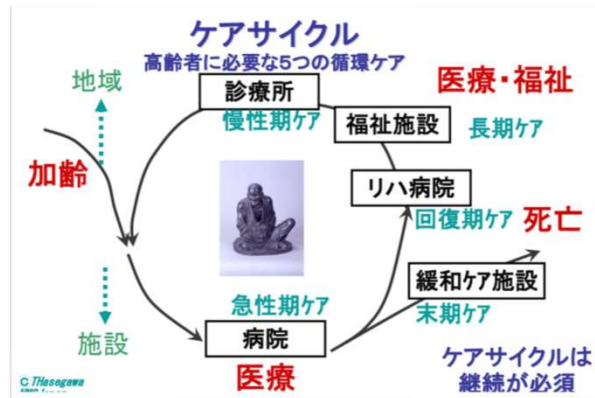 ケアサイクル
高齢者に必要な5つの循環ケア
地域
診療所
医療・福祉
慢性期ケア
福祉施設
長期ケア
加齢
リハ病院
回復期ケア
死亡
緩和ケア施設
急性期ケア
末期ケア
施設
病院
医療
ケアサイクルは
継続が必須
C THasegawa